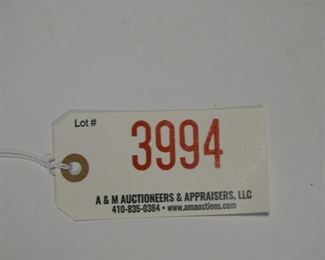 Lot #
3994
A & M AUCTIONEERS & APPRAISERS, LLC
410-835-0384 • www.amauctions.com